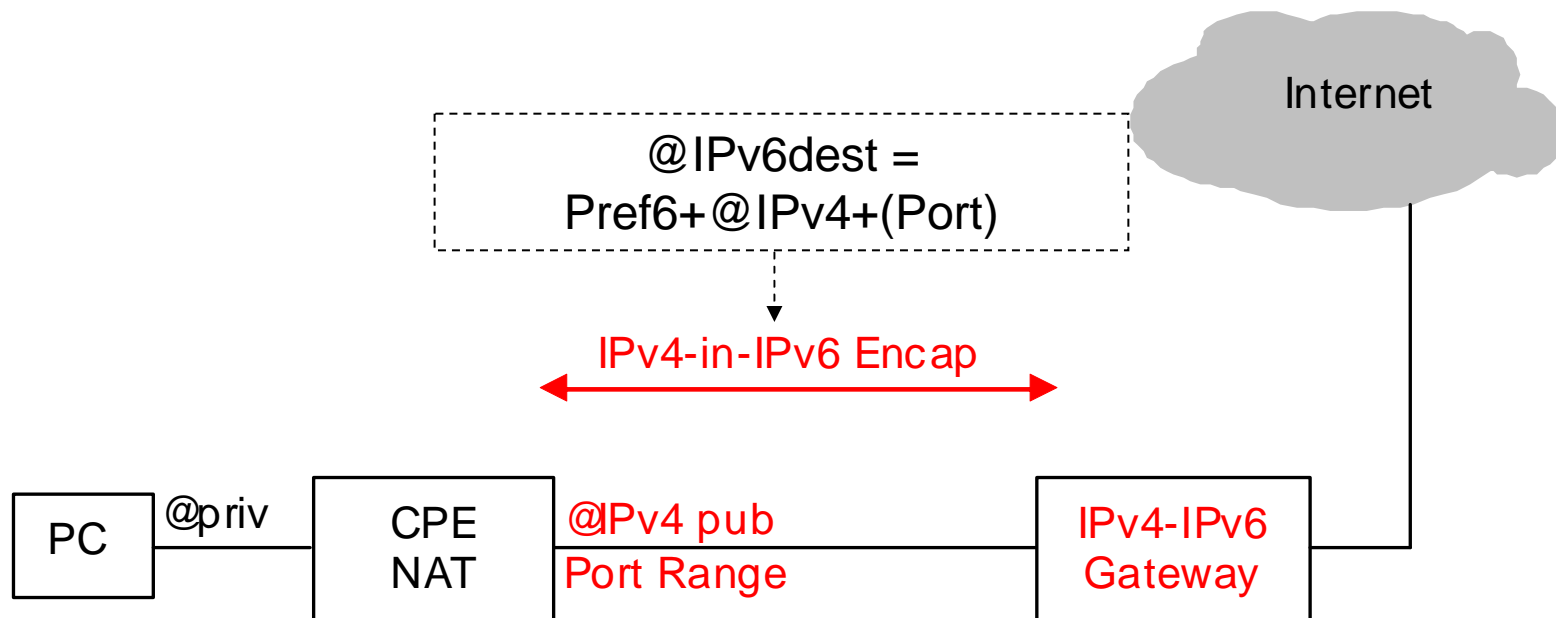 Internet
@IPv6dest =
Pref6+@IPv4+(Port)
IPv4-in-IPv6 Encap
PC
@priv
CPE
NAT
@IPv4 pub
Port Range
IPv4-IPv6
Gateway